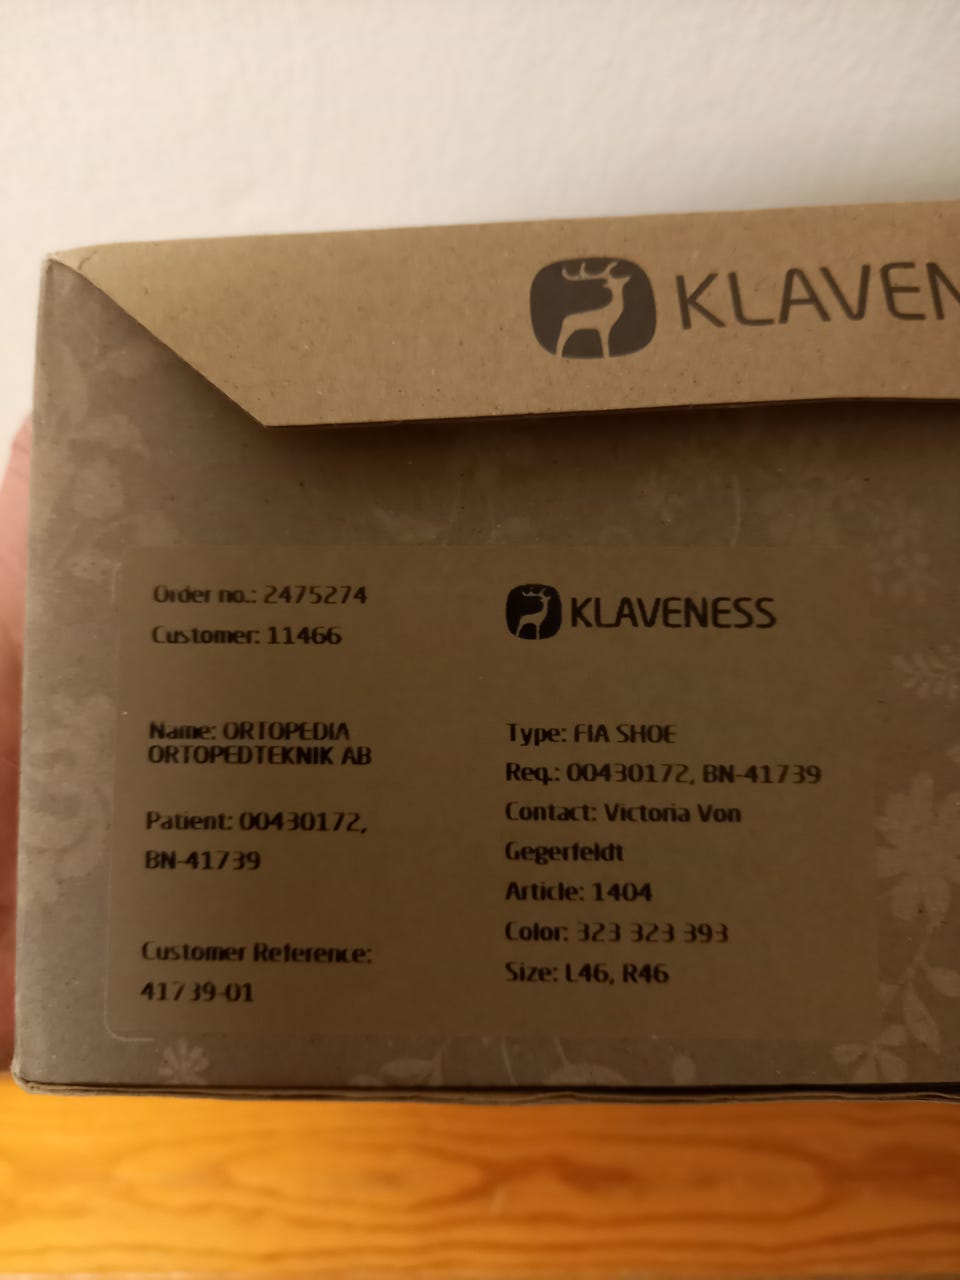 KLAVEN
Order no.: 2475274
Customer: 11466
Name: ORTOPEDIA
ORTOPEDTEKNIK AB
Patient: 00430172,
BN-41739
Customer Reference:
41739-01
KLAVENESS
Type: FIA SHOE
Req.: 00430172, BN-41739
Contact: Victoria Von
Gegerfeldt
Article: 1404
Color: 323 323 393
Size: L46, R46